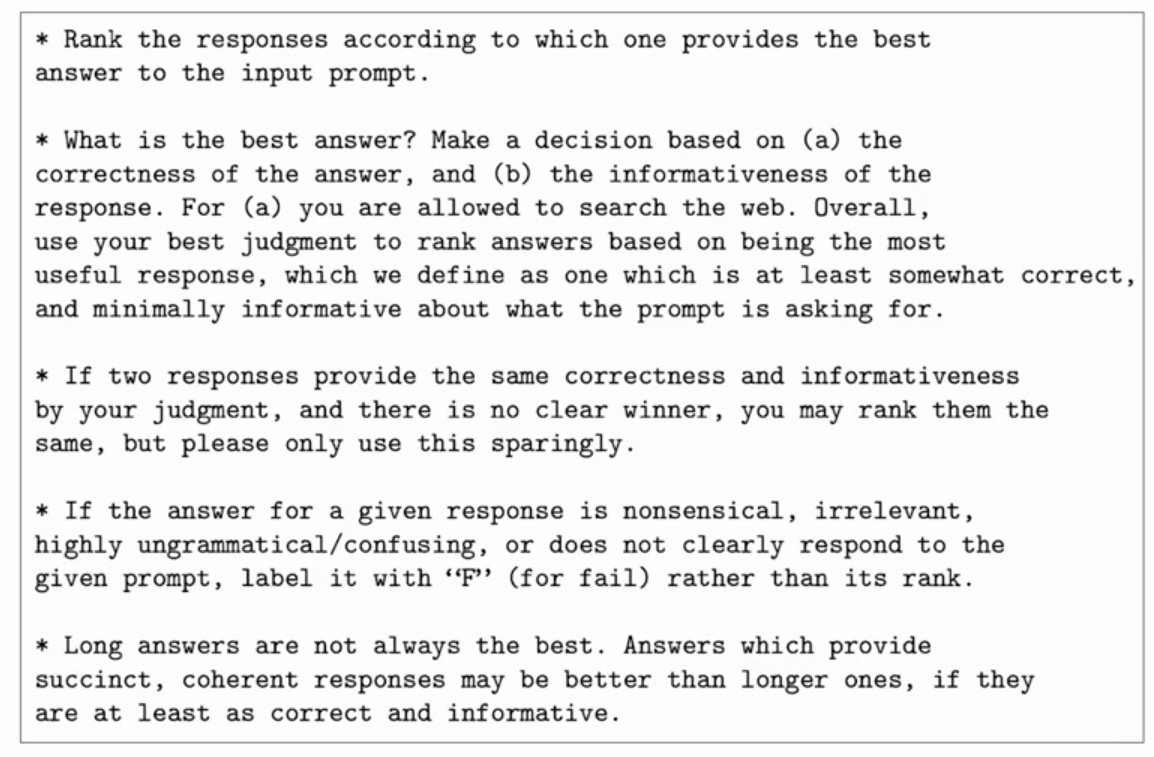 * Rank the responses according to which one provides the best
answer to the input prompt.
* What is the best answer? Make a decision based on (a) the
correctness of the answer, and (b) the informativeness of the
response. For (a) you are allowed to search the web. Overall,
use your best judgment to rank answers based on being the most
useful response, which we define as one which is at least somewhat correct,
and minimally informative about what the prompt is asking for.
* If two responses provide the same correctness and informativeness
by your judgment, and there is no clear winner, you may rank them the
same, but please only use this sparingly.
* If the answer for a given response is nonsensical, irrelevant,
highly ungrammatical/confusing, or does not clearly respond to the
given prompt, label it with “F” (for fail) rather than its rank.
* Long answers are not always the best. Answers which provide
succinct, coherent responses may be better than longer ones, if they
are at least as correct and informative.